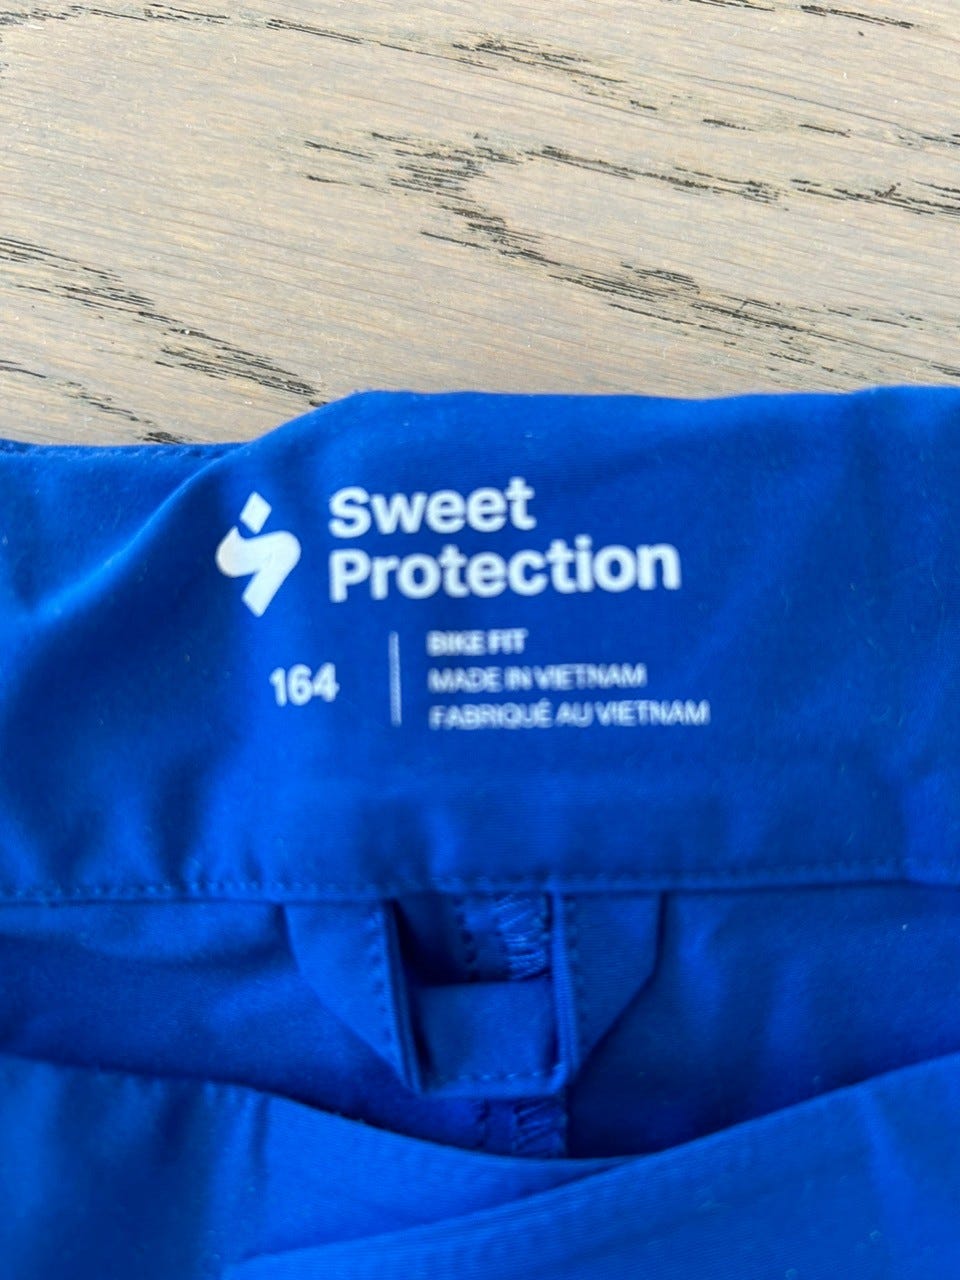 Sweet
Protection
164
BIKE FIT
MADE IN VIETNAM
FABRIQUÉ AU VIETNAM